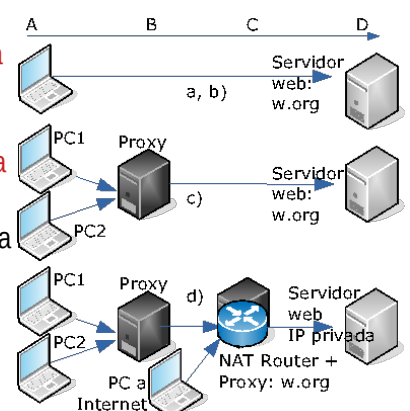 A B C D
a
Servidor
web:
w.org
a, b)
PC1
Proxy
a
Servidor
web:
w.org
c)
a
PC2
PC1
Proxy
d)
Servidor
web
IP privada
PC2
NAT Router +
Proxy: w.org
PC a
Internet